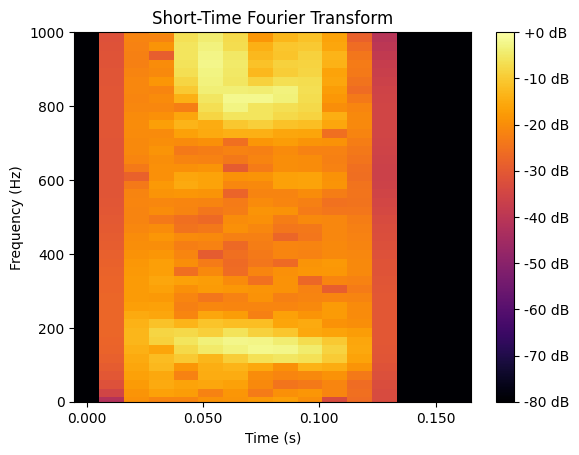 Short-Time Fourier Transform
1000
800
600
400
200
0
Frequency (Hz)
0.000
0.050
0.100
0.150
Time (s)
+0 dB
-10 dB
-20 dB
-30 dB
-40 dB
-50 dB
-60 dB
-70 dB
-80 dB